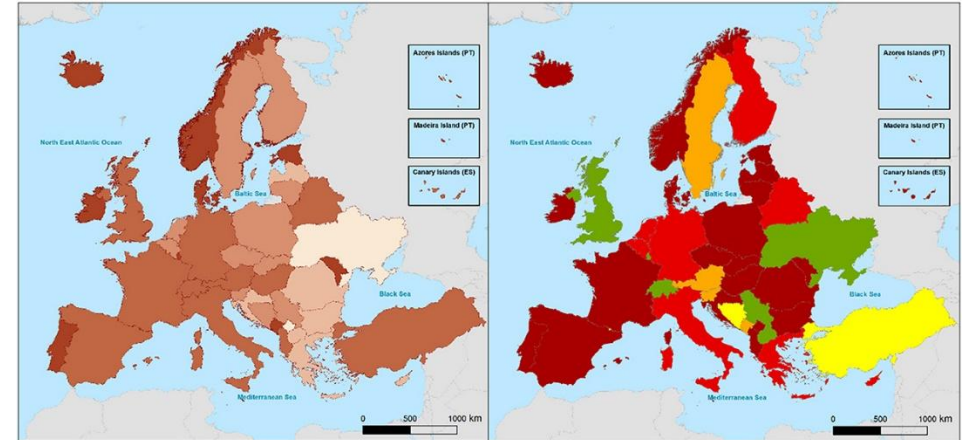 Azores Islands (PT)
North East Atlantic Ocean
Madeira Island (PT)
Canary Islands (ES)
Baltic Sea
Black Sea
Mediterranean Sea
0 500 1000 km
Azores Islands (PT)
North East Atlantic Ocean
Madeira Island (PT)
Canary Islands (ES)
Baltic Sea
Black Sea
Mediterranean Sea
0 500 1000 km